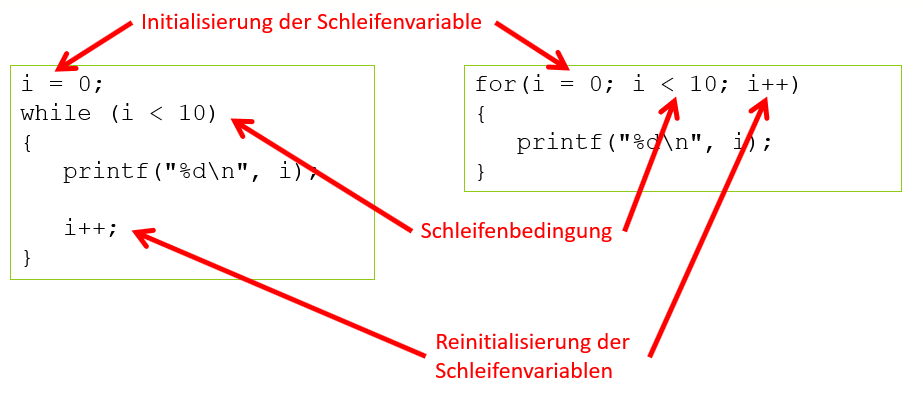 Initialisierung der Schleifenvariable
i = 0;
while (i < 10)
{
printf("%d\n", i);
i++;
}
for(i = 0; i < 10; i++)
{
printf("%d\n", i);
}
Schleifenbedingung
Reinitialisierung der
Schleifenvariablen